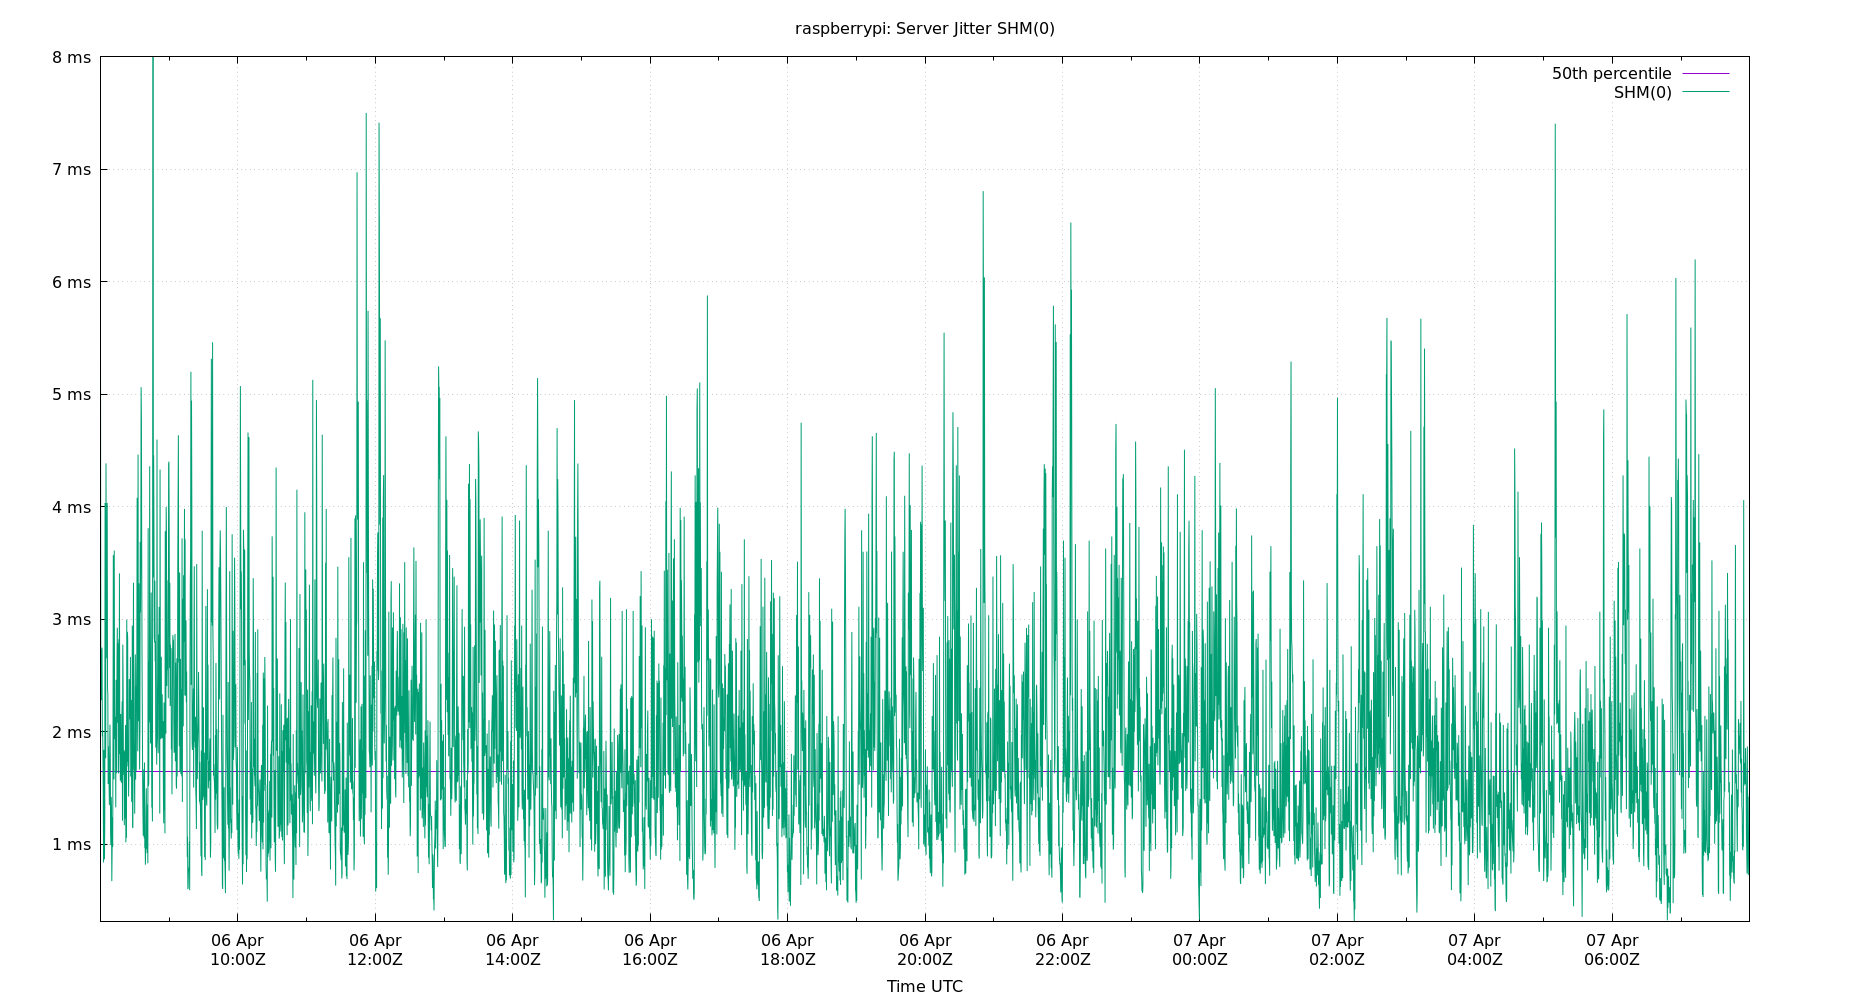 raspberrypi: Server Jitter SHM(0)
50th percentile
SHM(0)
8 ms
7 ms
6 ms
5 ms
4 ms
3 ms
2 ms
1 ms
06 Apr 06 Apr 06 Apr 06 Apr 06 Apr 06 Apr 06 Apr 07 Apr 07 Apr 07 Apr 07 Apr
10:00Z 12:00Z 14:00Z 16:00Z 18:00Z 20:00Z 22:00Z 00:00Z 02:00Z 04:00Z 06:00Z
Time UTC